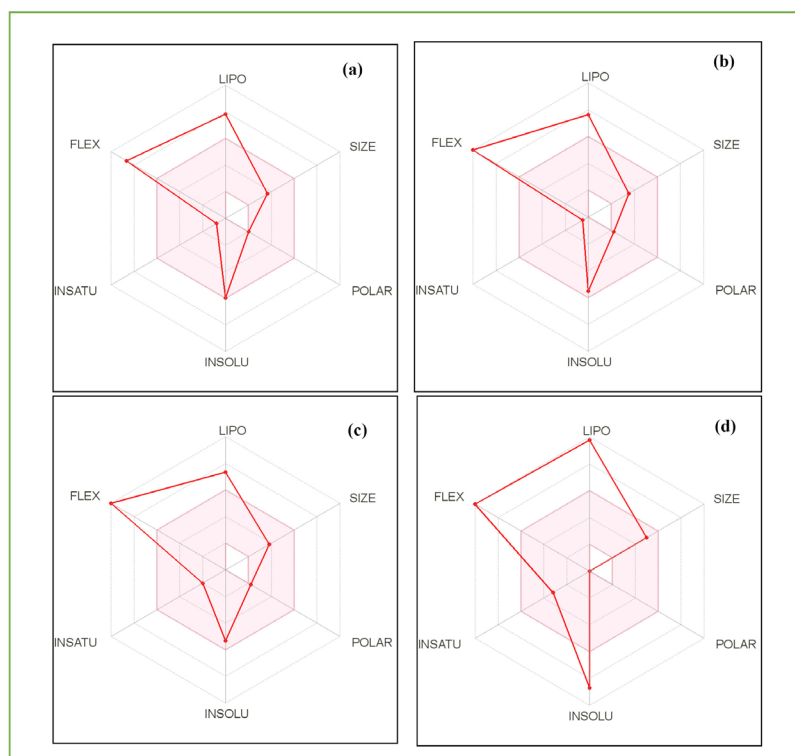 (a)
LIPO
FLEX
SIZE
INSATU
POLAR
INSOLU
(b)
LIPO
FLEX
SIZE
INSATU
POLAR
INSOLU
(c)
LIPO
FLEX
SIZE
INSATU
POLAR
INSOLU
(d)
LIPO
FLEX
SIZE
INSATU
POLAR
INSOLU